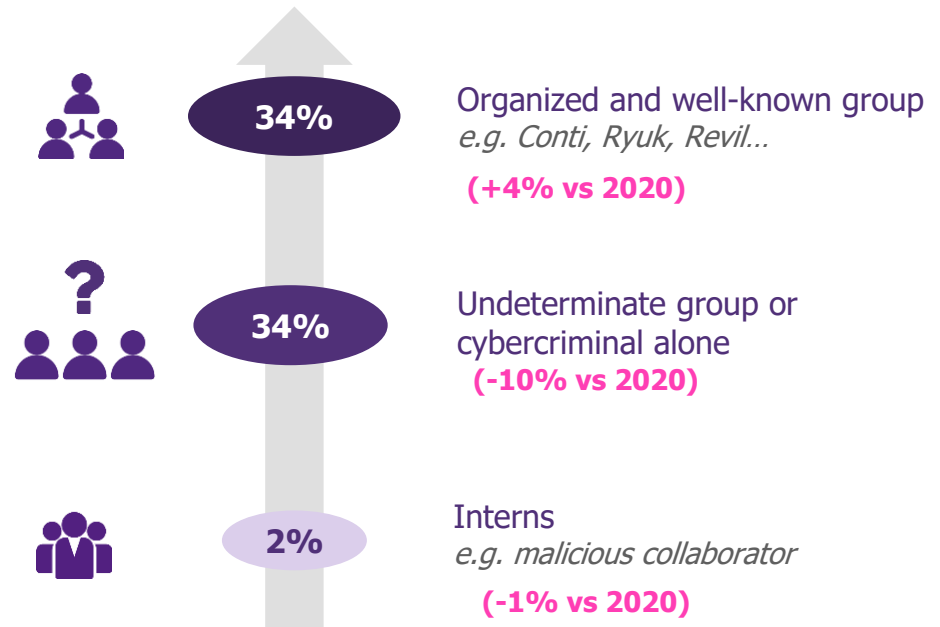 34%
Organized and well-known group
e.g. Conti, Ryuk, Revil...
(+4% vs 2020)
?
34%
Undeterminate group or
cybercriminal alone
(-10% vs 2020)
2%
Interns
e.g. malicious collaborator
(-1% vs 2020)